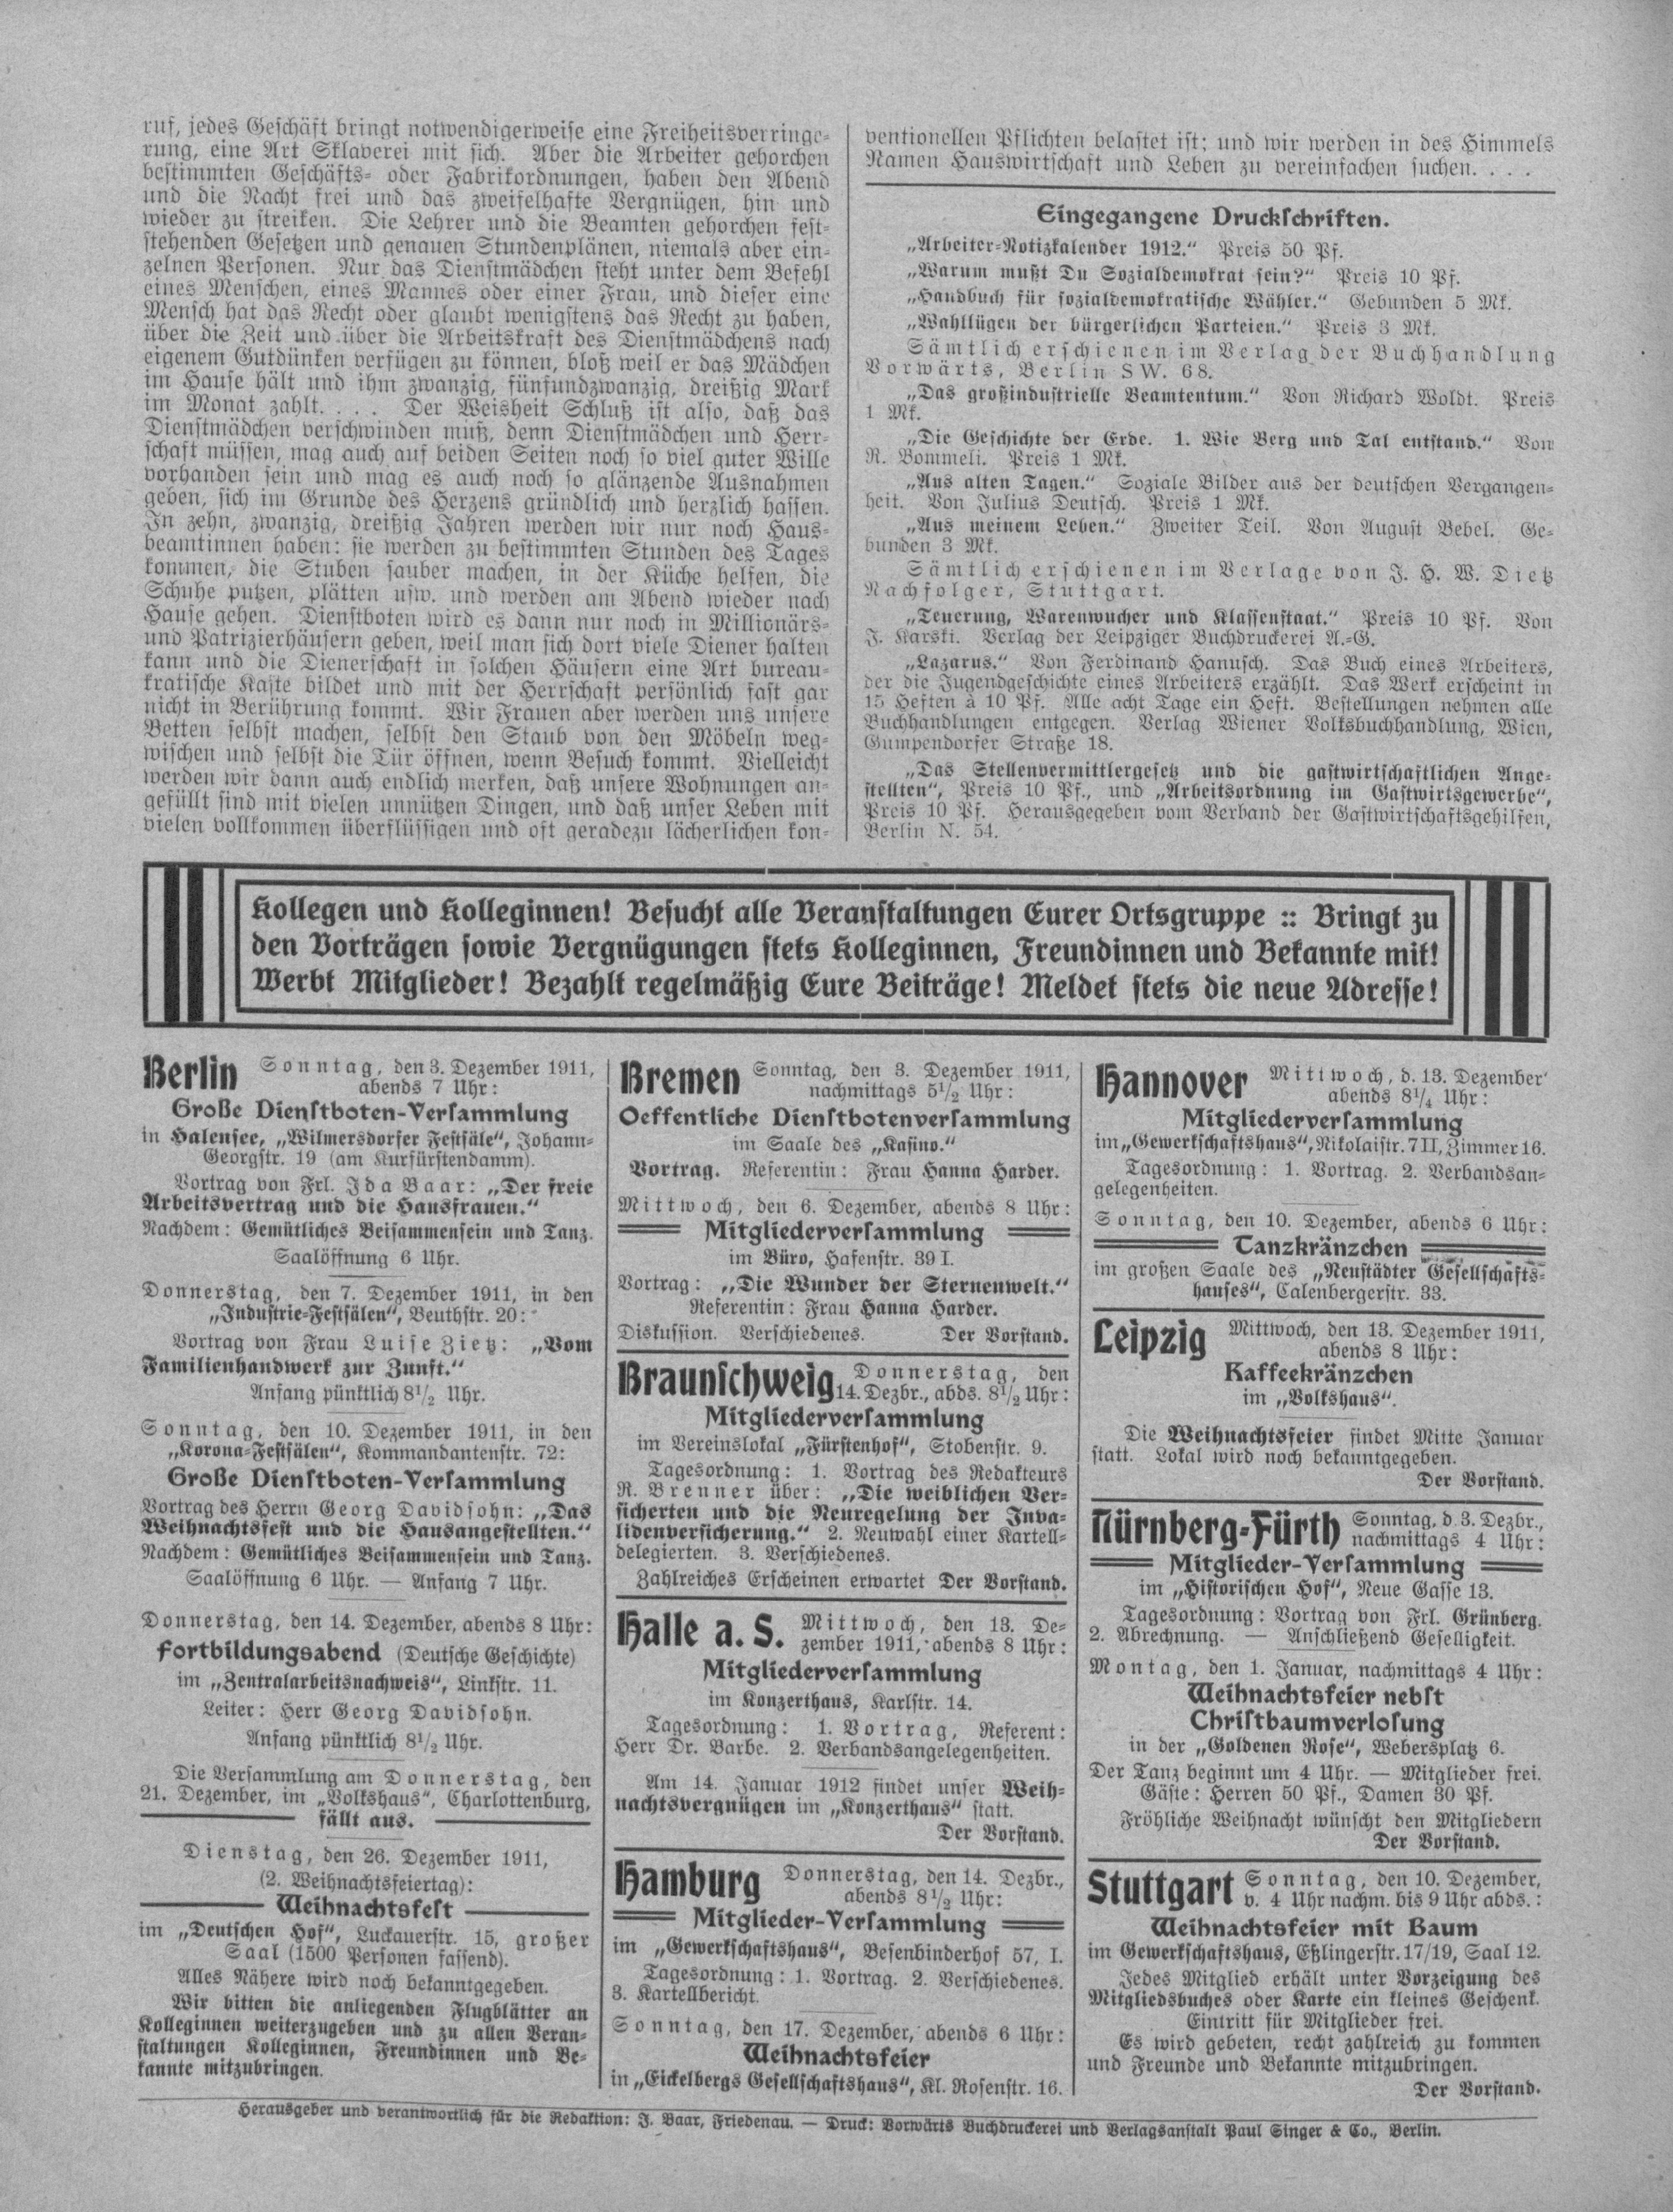 ruf, jedes Geschäft bringt notwendigerweise eine Freiheitsverringe-
rung, eine Art Sklaverei mit sich. Aber die Arbeiter gehorchen
bestimmten Geschäfts- oder Fabrikordnungen, haben den Abend
und die Nacht frei und das zweifelhafte Vergnügen, hin und
wieder zu streiken. Die Lehrer und die Beamten gehorchen fest-
stehenden Gesetzen und genauen Stundenplänen, niemals aber ein-
zelnen Personen. Nur das Dienstmädchen steht unter dem Befehl
eines Menschen, eines Mannes oder einer Frau, und dieser eine
Mensch hat das Recht oder glaubt wenigstens das Recht zu haben,
über die Zeit und über die Arbeitskraft des Dienstmädchens nach
eigenem Gutdünken verfügen zu können, bloß weil er das Mädchen
im Hause hält und ihm zwanzig, fünfundzwanzig, dreißig Mark
im Monat zahlt. . . . Der Weisheit Schluß ist also, daß das
Dienstmädchen verschwinden muß, denn Dienstmädchen und Herr-
schaft müssen, mag auch auf beiden Seiten noch so viel guter Wille
vorhanden sein und mag es auch noch so glänzende Ausnahmen
geben, sich im Grunde des Herzens gründlich und herzlich hassen.
In zehn, zwanzig, dreißig Jahren werden wir nur noch Haus-
beamtinnen haben: sie werden zu bestimmten Stunden des Tages
kommen, die Stuben sauber machen, in der Küche helfen, die
Schuhe putzen, plätten usw. und werden am Abend wieder nach
Hause gehen. Dienstboten wird es dann nur noch in Millionärs-
und Patrizierhäusern geben, weil man sich dort viele Diener halten
kann und die Dienerschaft in solchen Häusern eine Art bureau-
kratische Kaste bildet und mit der Herrschaft persönlich fast gar
nicht in Berührung kommt. Wir Frauen aber werden uns unsere
Betten selbst machen, selbst den Staub von den Möbeln weg-
wischen und selbst die Tür öffnen, wenn Besuch kommt. Vielleicht
werden wir dann auch endlich merken, daß unsere Wohnungen an-
gefüllt sind mit vielen unnützen Dingen, und daß unser Leben mit
vielen vollkommen überflüssigen und oft geradezu lächerlichen kon-
ventionellen Pflichten belastet ist; und wir werden in des Himmels
Namen Hauswirtschaft und Leben zu vereinfachen suchen. . . .
Eingegangene Druckschriften.
„Arbeiter-Notizkalender 1912.“ Preis 50 Pf.
„Warum mußt Du Sozialdemokrat sein?“ Preis 10 Pf.
„Handbuch für sozialdemokratische Wähler.“ Gebunden 5 Mk.
„Wahllügen der bürgerlichen Parteien.“ Preis 3 Mk.
Sämtlich erschienen im Verlag der Buchhandlung
Vorwärts, Berlin SW. 68.
„Das großindustrielle Beamtentum.“ Von Richard Woldt. Preis
1 Mk.
„Die Geschichte der Erde. 1. Wie Berg und Tal entstand.“ Von
R. Bommeli. Preis 1 Mk.
„Aus alten Tagen.“ Soziale Bilder aus der deutschen Vergangen-
heit. Von Julius Deutsch. Preis 1 Mk.
„Aus meinem Leben.“ Zweiter Teil. Von August Bebel. Ge-
bunden 3 Mk.
Sämtlich erschienen im Verlage von J. H. W. Dietz
Nachfolger, Stuttgart.
„Teuerung, Warenwucher und Klassenstaat.“ Preis 10 Pf. Von
J. Karski. Verlag der Leipziger Buchdruckerei A.-G.
„Lazarus.“ Von Ferdinand Hanusch. Das Buch eines Arbeiters,
der die Jugendgeschichte eines Arbeiters erzählt. Das Werk erscheint in
15 Heften à 10 Pf. Alle acht Tage ein Heft. Bestellungen nehmen alle
Buchhandlungen entgegen. Verlag Wiener Volksbuchhandlung, Wien,
Gumpendorfer Straße 18.
„Das Stellenvermittlergesetz und die gastwirtschaftlichen Ange-
stellten“, Preis 10 Pf., und „Arbeitsordnung im Gastwirtsgewerbe“,
Preis 10 Pf. Herausgegeben vom Verband der Gastwirtschaftsgehilfen,
Berlin N. 54.
Kollegen und Kolleginnen! Besucht alle Veranstaltungen Eurer Ortsgruppe :: Bringt zu
den Vorträgen sowie Vergnügungen stets Kolleginnen, Freundinnen und Bekannte mit!
Werbt Mitglieder! Bezahlt regelmäßig Eure Beiträge! Meldet stets die neue Adresse!
Berlin Sonntag, den 3. Dezember 1911,
abends 7 Uhr:
Große Dienstboten-Versammlung
in Halensee, „Wilmersdorfer Festsäle“, Johann-
Georgstr. 19 (am Kurfürstendamm).
Vortrag von Frl. Ida Baar: „Der freie
Arbeitsvertrag und die Hausfrauen.“
Nachdem: Gemütliches Beisammensein und Tanz.
Saalöffnung 6 Uhr.
Donnerstag, den 7. Dezember 1911, in den
„Industrie-Festsälen“, Beuthstr. 20:
Vortrag von Frau Luise Zietz: „Vom
Familienhandwerk zur Zunft.“
Anfang pünktlich 8½ Uhr.
Sonntag, den 10. Dezember 1911, in den
„Korona-Festsälen“, Kommandantenstr. 72:
Große Dienstboten-Versammlung
Vortrag des Herrn Georg Davidsohn: „Das
Weihnachtsfest und die Hausangestellten.“
Nachdem: Gemütliches Beisammensein und Tanz.
Saalöffnung 6 Uhr. — Anfang 7 Uhr.
Donnerstag, den 14. Dezember, abends 8 Uhr:
Fortbildungsabend (Deutsche Geschichte)
im „Zentralarbeitsnachweis“, Linkstr. 11.
Leiter: Herr Georg Davidsohn.
Anfang pünktlich 8½ Uhr.
Die Versammlung am Donnerstag, den
21. Dezember, im „Volkshaus“, Charlottenburg,
fällt aus.
Dienstag, den 26. Dezember 1911,
(2. Weihnachtsfeiertag):
Weihnachtsfest
im „Deutschen Hof“, Luckauerstr. 15, großer
Saal (1500 Personen fassend).
Alles Nähere wird noch bekanntgegeben.
Wir bitten die anliegenden Flugblätter an
Kolleginnen weiterzugeben und zu allen Veran-
staltungen Kolleginnen, Freundinnen und Be-
kannte mitzubringen.
Bremen Sonntag, den 3. Dezember 1911,
nachmittags 5½ Uhr:
Oeffentliche Dienstbotenversammlung
im Saale des „Kasino.“
Vortrag. Referentin: Frau Hanna Harder.
Mittwoch, den 6. Dezember, abends 8 Uhr:
Mitgliederversammlung
im Büro, Hafenstr. 39 I.
Vortrag: „Die Wunder der Sternenwelt.“
Referentin: Frau Hanna Harder.
Diskussion. Verschiedenes. Der Vorstand.
Braunschweig Donnerstag, den
14. Dezbr., abds. 8½ Uhr:
Mitgliederversammlung
im Vereinslokal „Fürstenhof“, Stobenstr. 9.
Tagesordnung: 1. Vortrag des Redakteurs
R. Brenner über: „Die weiblichen Ver-
sicherten und die Neuregelung der Inva-
lidenversicherung.“ 2. Neuwahl einer Kartell-
delegierten. 3. Verschiedenes.
Zahlreiches Erscheinen erwartet Der Vorstand.
Halle a. S. Mittwoch, den 13. De-
zember 1911, abends 8 Uhr:
Mitgliederversammlung
im Konzerthaus, Karlstr. 14.
Tagesordnung: 1. Vortrag, Referent:
Herr Dr. Barbe. 2. Verbandsangelegenheiten.
Am 14. Januar 1912 findet unser Weih-
nachtsvergnügen im „Konzerthaus“ statt.
Der Vorstand.
Hamburg Donnerstag, den 14. Dezbr.,
abends 8½ Uhr:
Mitglieder-Versammlung
im „Gewerkschaftshaus“, Besenbinderhof 57, I.
Tagesordnung: 1. Vortrag. 2. Verschiedenes.
3. Kartellbericht.
Sonntag, den 17. Dezember, abends 6 Uhr:
Weihnachtsfeier
in „Eickelbergs Gesellschaftshaus“, Kl. Rosenstr. 16.
Hannover Mittwoch, d. 13. Dezember
abends 8¼ Uhr:
Mitgliederversammlung
im „Gewerkschaftshaus“, Nikolaistr. 7 II, Zimmer 16.
Tagesordnung: 1. Vortrag. 2. Verbandsan-
gelegenheiten.
Sonntag, den 10. Dezember, abends 6 Uhr:
Tanzkränzchen
im großen Saale des „Neustädter Gesellschafts-
hauses“, Calenbergerstr. 33.
Leipzig Mittwoch, den 13. Dezember 1911,
abends 8 Uhr:
Kaffeekränzchen
im „Volkshaus“.
Die Weihnachtsfeier findet Mitte Januar
statt. Lokal wird noch bekanntgegeben.
Der Vorstand.
Nürnberg-Fürth Sonntag, d. 3. Dezbr.,
nachmittags 4 Uhr:
Mitglieder-Versammlung
im „Historischen Hof“, Neue Gasse 13.
Tagesordnung: Vortrag von Frl. Grünberg.
2. Abrechnung. — Anschließend Geselligkeit.
Montag, den 1. Januar, nachmittags 4 Uhr:
Weihnachtsfeier nebst
Christbaumverlosung
in der „Goldenen Rose“, Webersplatz 6.
Der Tanz beginnt um 4 Uhr. — Mitglieder frei.
Gäste: Herren 50 Pf., Damen 30 Pf.
Fröhliche Weihnacht wünscht den Mitgliedern
Der Vorstand.
Stuttgart Sonntag, den 10. Dezember,
v. 4 Uhr nachm. bis 9 Uhr abds.:
Weihnachtsfeier mit Baum
im Gewerkschaftshaus, Eßlingerstr. 17/19, Saal 12.
Jedes Mitglied erhält unter Vorzeigung des
Mitgliedsbuches oder Karte ein kleines Geschenk.
Eintritt für Mitglieder frei.
Es wird gebeten, recht zahlreich zu kommen
und Freunde und Bekannte mitzubringen.
Der Vorstand.
Herausgeber und verantwortlich für die Redaktion: J. Baar, Friedenau. — Druck: Vorwärts Buchdruckerei und Verlagsanstalt Paul Singer & Co., Berlin.